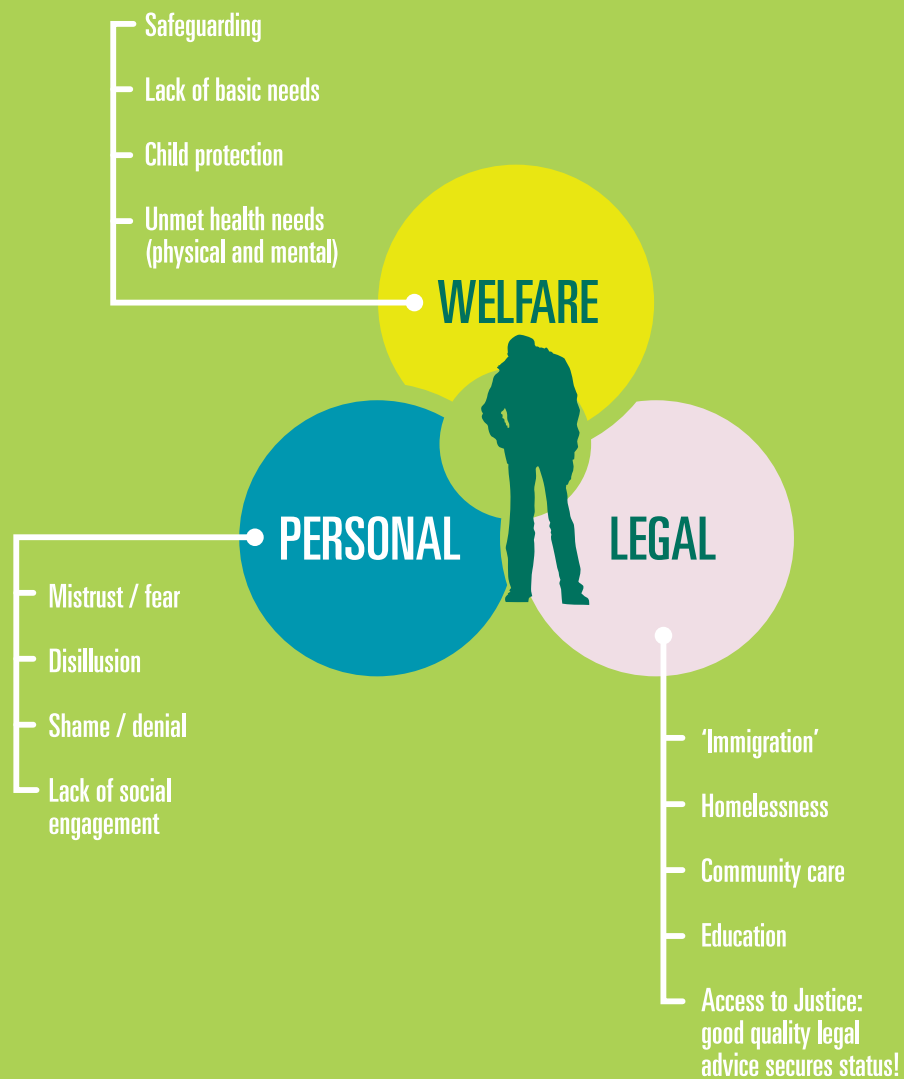 Safeguarding
Lack of basic needs
Child protection
Unmet health needs
(physical and mental)
WELFARE
PERSONAL
LEGAL
Mistrust / fear
Disillusion
Shame / denial
Lack of social
engagement
‘Immigration’
Homelessness
Community care
Education
Access to Justice:
good quality legal
advice secures status!